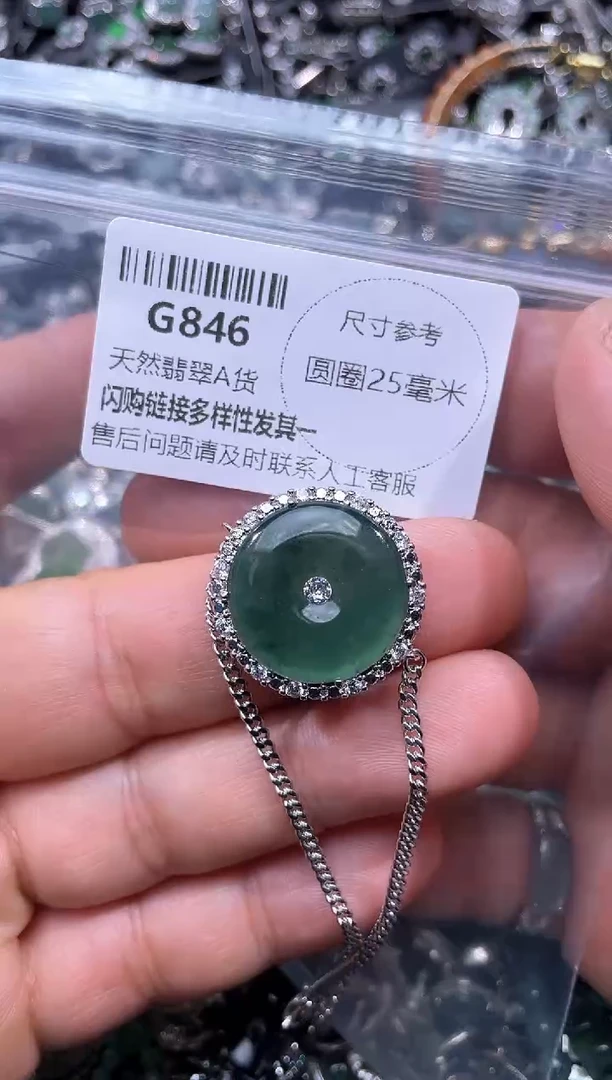 G846
天然翡翠A货
闪购链接多样性发其一
售后问题请及时联系人工客服
尺寸参考
圆圈25毫米